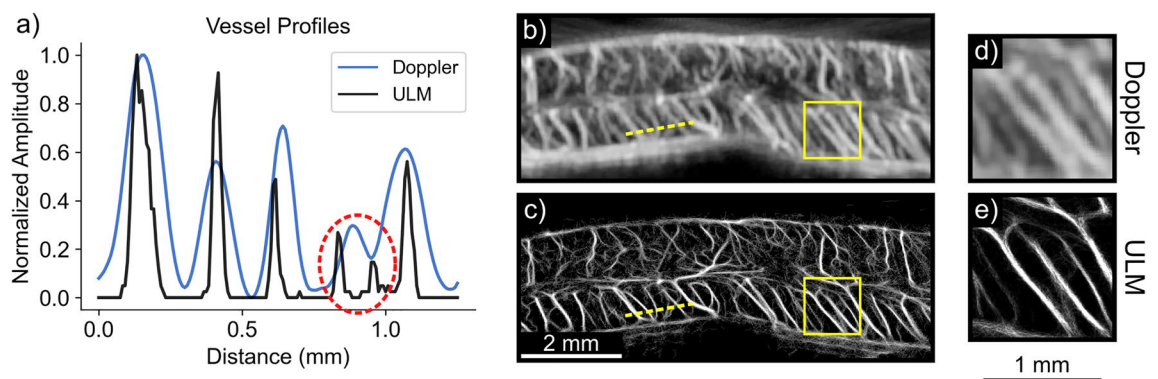 a)
Vessel Profiles
Doppler
ULM
Normalized Amplitude
1.0
0.8
0.6
0.4
0.2
0.0
0.0
0.5
1.0
Distance (mm)
b)
c)
2 mm
d)
Doppler
e)
ULM
1 mm